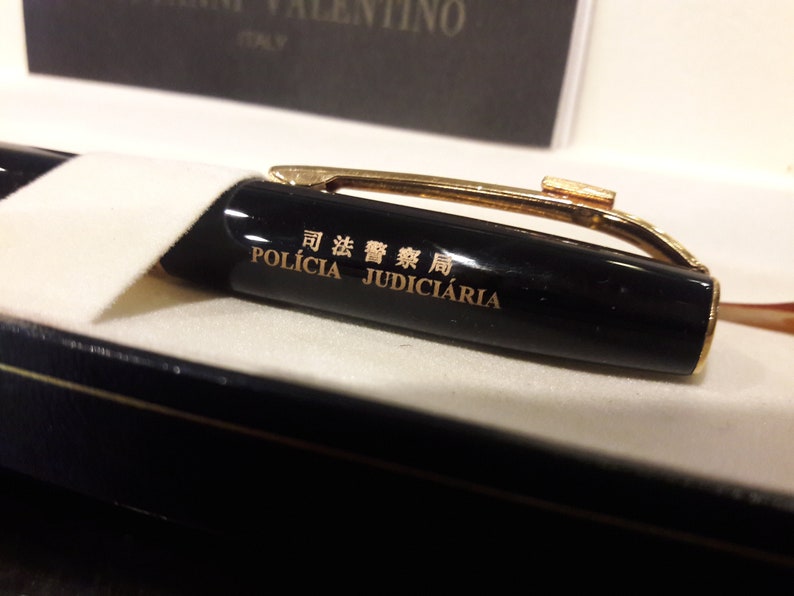 VALENTINO
ITALY
司法警察局
POLÍCIA JUDICIÁRIA